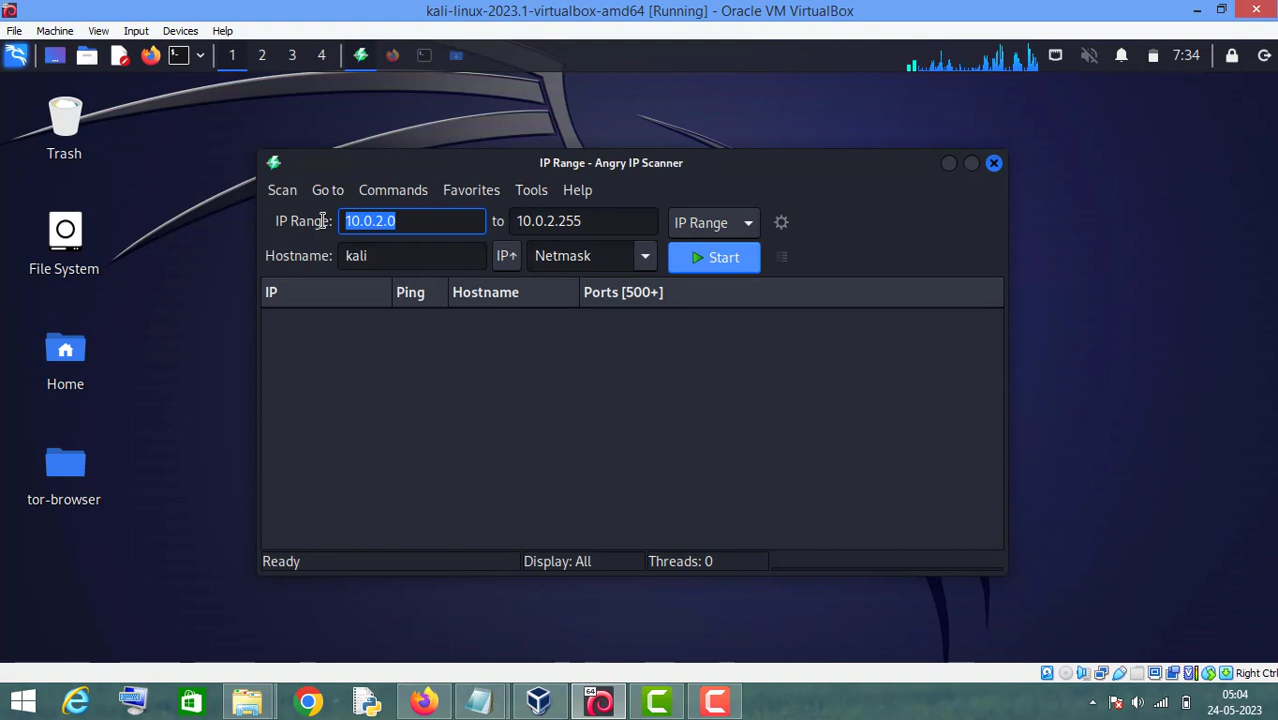 kali-linux-2023.1-virtualbox-amd64 [Running] - Oracle VM VirtualBox
File Machine View Input Devices Help
1 2 3 4 7:34
Trash
File System
Home
tor-browser
IP Range - Angry IP Scanner
Scan Go to Commands Favorites Tools Help
IP Range: 10.0.2.0 to 10.0.2.255 IP Range
Hostname: kali IP↑ Netmask Start
IP Ping Hostname Ports [500+]
Ready Display: All Threads: 0
Right Ctrl
64
05:04
24-05-2023